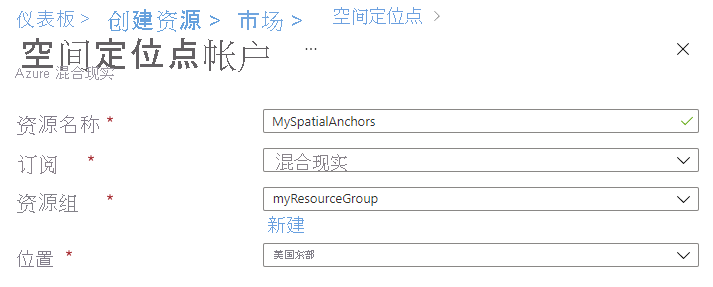 仪表板 > 创建资源 > 市场 > 空间定位点 >
空间定位点帐户 ...
Azure 混合现实
资源名称 * MySpatialAnchors
订阅 * 混合现实
资源组 * myResourceGroup
新建
位置 * 美国东部